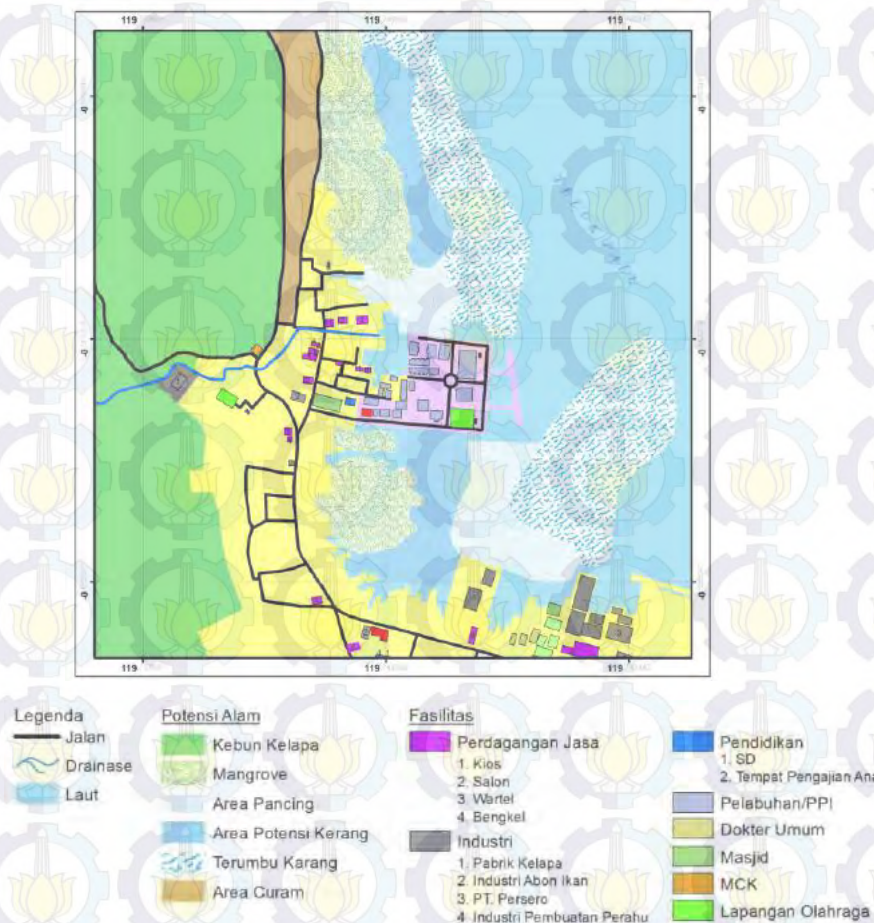 119
119
119
119
119
119
Legenda
Jalan
Drainase
Laut
Potensi Alam
Kebun Kelapa
Mangrove
Area Pancing
Area Potensi Kerang
Terumbu Karang
Area Curam
Fasilitas
Perdagangan Jasa
1. Kios
2. Salon
3. Wartel
4. Bengkel
Industri
1. Pabrik Kelapa
2. Industri Abon Ikan
3. PT. Persero
4 Industri Pembuatan Perahu
Pendidikan
1. SD
2. Tempat Pengajian Ana
Pelabuhan/PPI
Dokter Umum
Masjid
MCK
Lapangan Olahraga